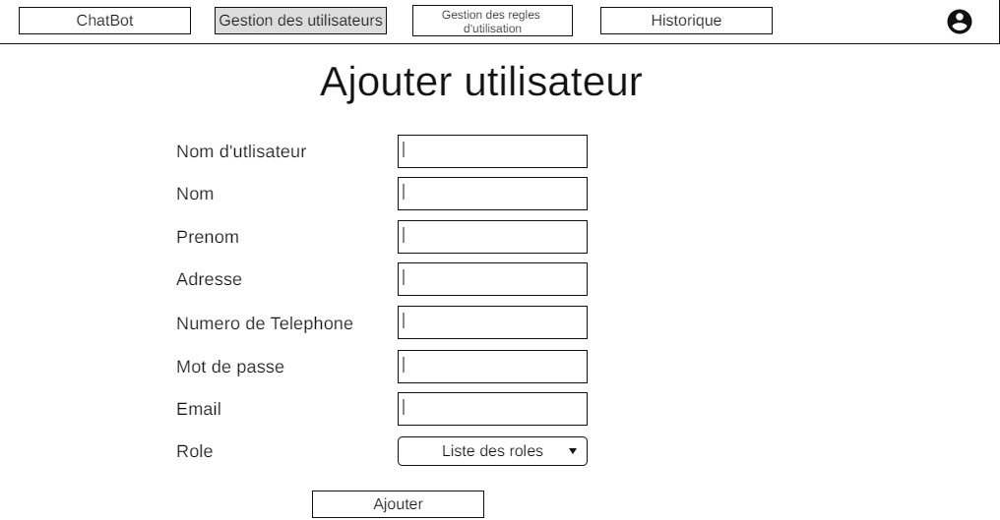 ChatBot
Gestion des utilisateurs
Gestion des regles
d'utilisation
Historique
Ajouter utilisateur
Nom d'utlisateur
Nom
Prenom
Adresse
Numero de Telephone
Mot de passe
Email
Role
Liste des roles
Ajouter